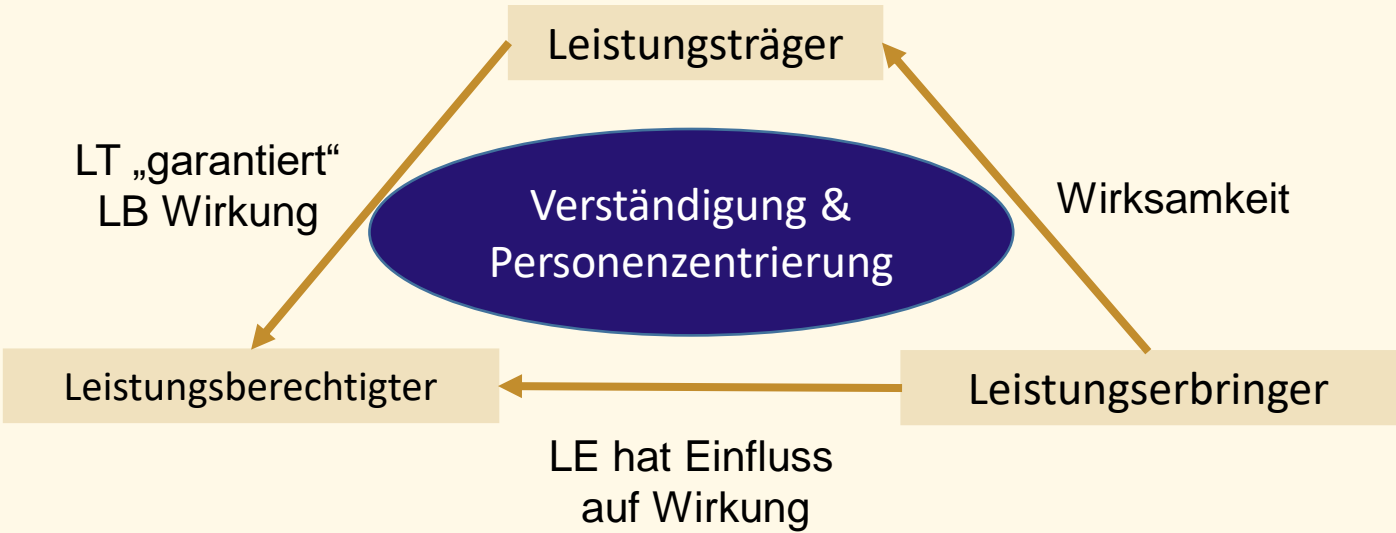 Leistungsträger
LT „garantiert“
LB Wirkung
Verständigung &
Personenzentrierung
Wirksamkeit
Leistungsberechtigter
Leistungserbringer
LE hat Einfluss
auf Wirkung